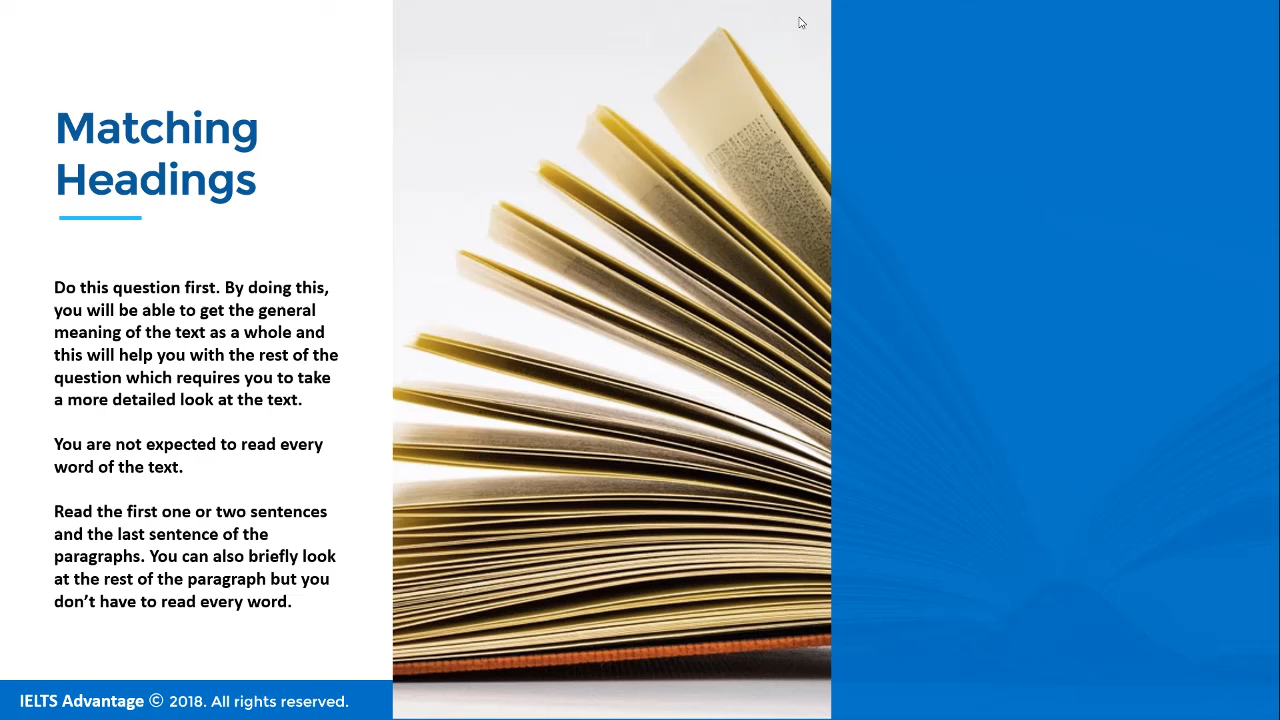 Matching
Headings
Do this question first. By doing this,
you will be able to get the general
meaning of the text as a whole and
this will help you with the rest of the
question which requires you to take
a more detailed look at the text.
You are not expected to read every
word of the text.
Read the first one or two sentences
and the last sentence of the
paragraphs. You can also briefly look
at the rest of the paragraph but you
don’t have to read every word.
IELTS Advantage © 2018. All rights reserved.